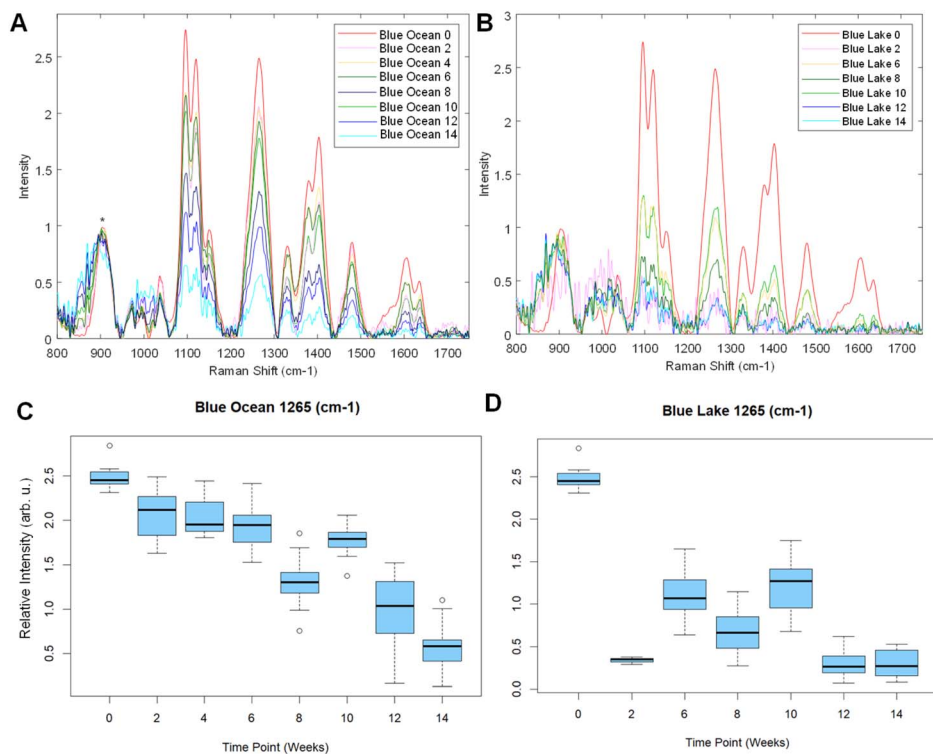 A
Blue Ocean 0
Blue Ocean 2
Blue Ocean 4
Blue Ocean 6
Blue Ocean 8
Blue Ocean 10
Blue Ocean 12
Blue Ocean 14
*
Intensity
0
0.5
1
1.5
2
2.5
800 900 1000 1100 1200 1300 1400 1500 1600 1700
Raman Shift (cm-1)
B
Blue Lake 0
Blue Lake 2
Blue Lake 6
Blue Lake 8
Blue Lake 10
Blue Lake 12
Blue Lake 14
Intensity
3
2.5
2
1.5
1
0.5
0
800 900 1000 1100 1200 1300 1400 1500 1600 1700
Raman Shift (cm-1)
C
Blue Ocean 1265 (cm-1)
Relative Intensity (arb. u.)
2.5
2.0
1.5
1.0
0.5
0 2 4 6 8 10 12 14
Time Point (Weeks)
D
Blue Lake 1265 (cm-1)
2.5
2.0
1.5
1.0
0.5
0.0
0 2 6 8 10 12 14
Time Point (Weeks)